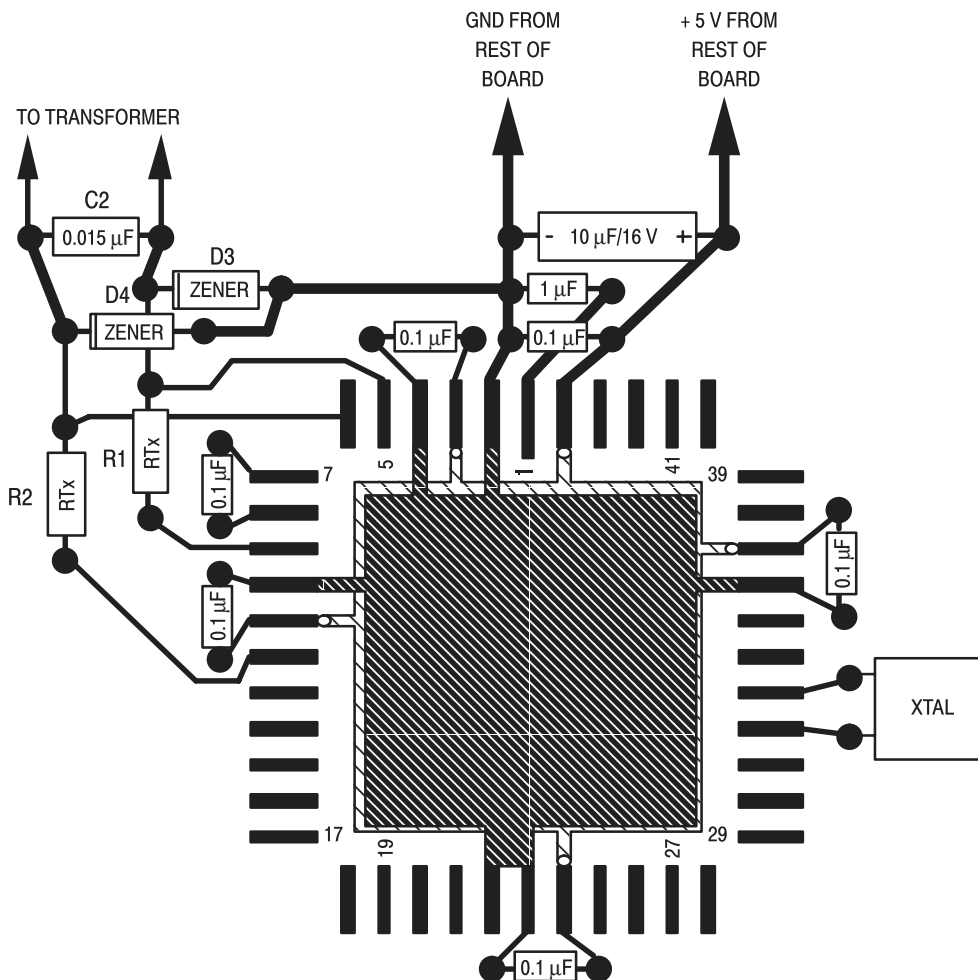 GND FROM
REST OF
BOARD
+ 5 V FROM
REST OF
BOARD
TO TRANSFORMER
C2
0.015 μF
- 10 μF/16 V +
D3
ZENER
1 μF
D4
ZENER
0.1 μF
0.1 μF
R1
RTx
R2
RTx
0.1 μF
7
5
1
41
39
0.1 μF
0.1 μF
XTAL
17
19
27
29
0.1 μF